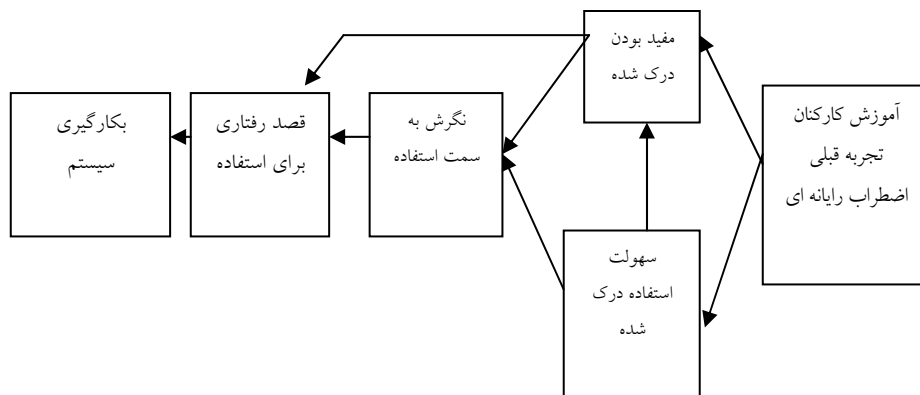 آموزش کارکنان
تجربه قبلی
اضطراب رایانه ای
مفید بودن
درک شده
سهولت
استفاده درک
شده
نگرش به
سمت استفاده
قصد رفتاری
برای استفاده
بکارگیری
سیستم